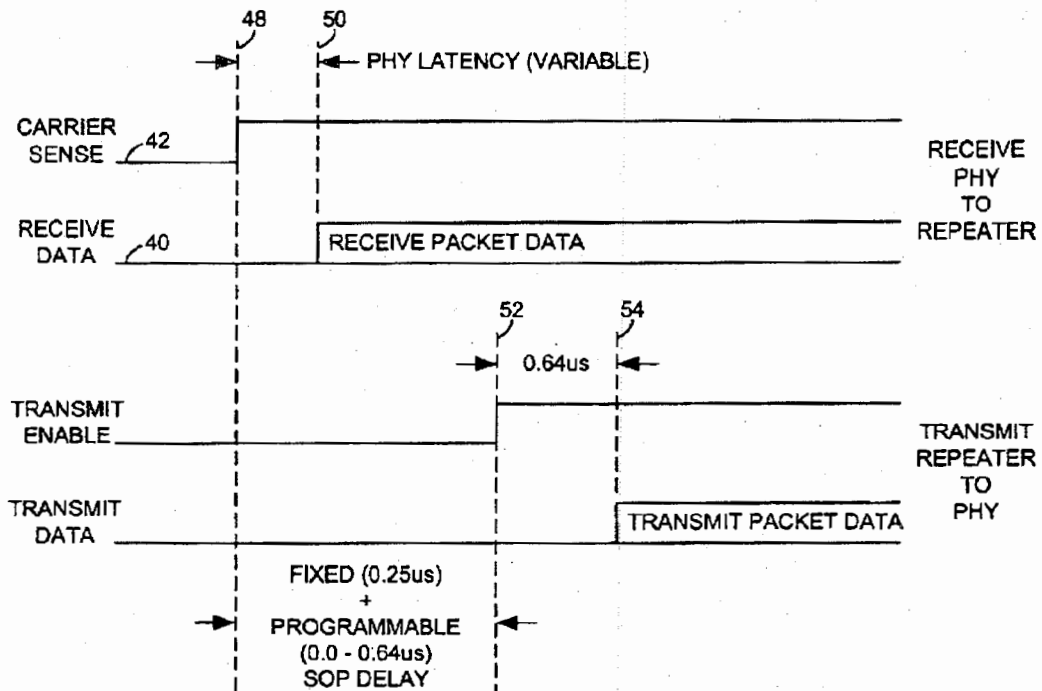 48
50
PHY LATENCY (VARIABLE)
CARRIER
SENSE
42
RECEIVE
DATA
40
RECEIVE PACKET DATA
RECEIVE
PHY
TO
REPEATER
52
54
0.64us
TRANSMIT
ENABLE
TRANSMIT
DATA
TRANSMIT PACKET DATA
TRANSMIT
REPEATER
TO
PHY
FIXED (0.25us)
+
PROGRAMMABLE
(0.0 - 0.64us)
SOP DELAY